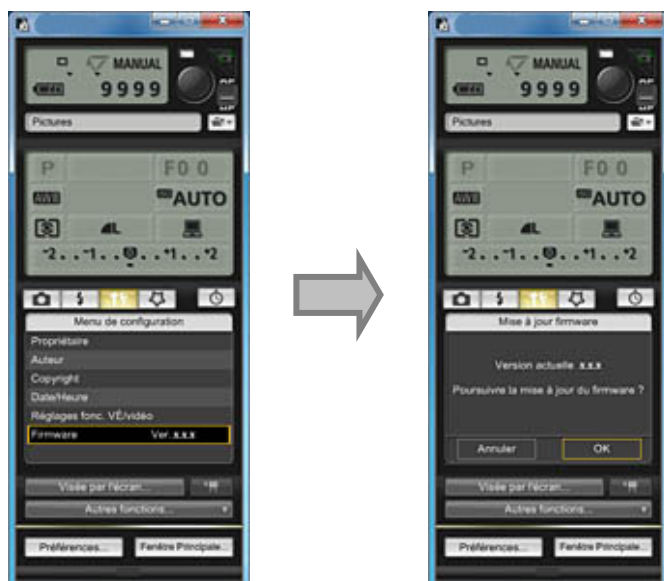 MANUAL
9999
Pictures
P F0 0
AWB AUTO
L
-2..-1..0..+1..+2
Menu de configuration
Propriétaire
Auteur
Copyright
Date/Heure
Réglages fonc. VÉ/vidéo
Firmware Ver. x.x.x
Visée par l'écran...
Autres fonctions...
Préférences... Fenêtre Principale...
MANUAL
9999
Pictures
P F0 0
AWB AUTO
L
-2..-1..0..+1..+2
Mise à jour firmware
Version actuelle x.x.x
Poursuivre la mise à jour du firmware ?
Annuler OK
Visée par l'écran...
Autres fonctions...
Préférences... Fenêtre Principale...